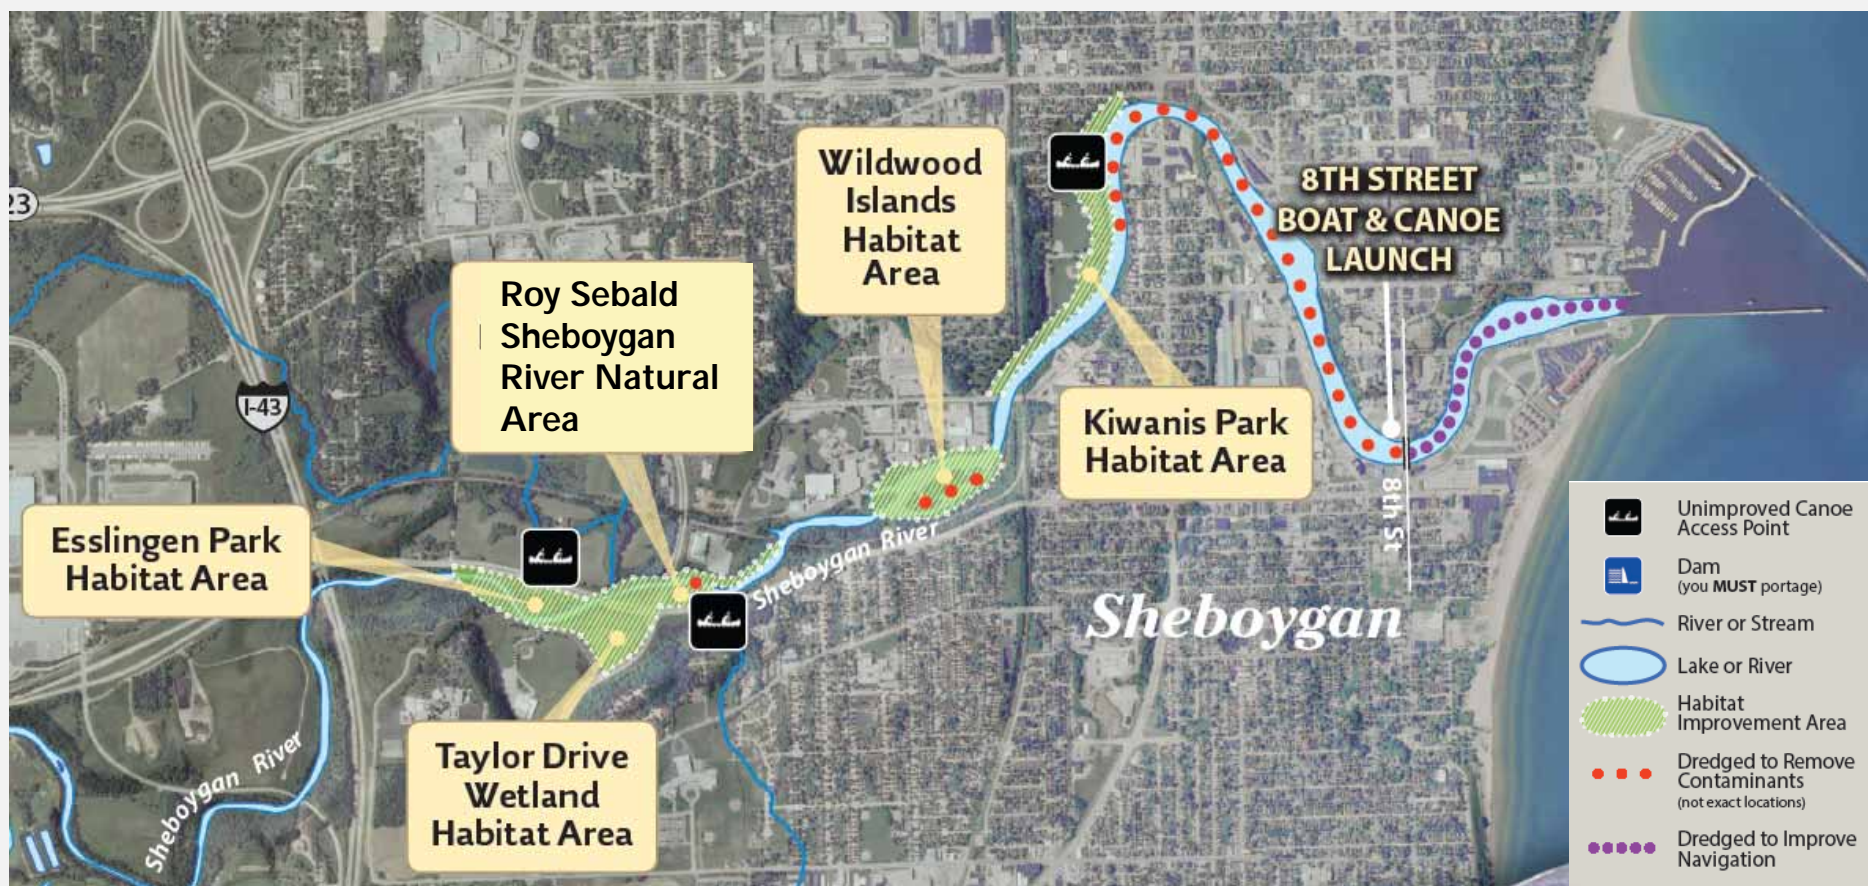 23
I-43
Wildwood
Islands
Habitat
Area
8TH STREET
BOAT & CANOE
LAUNCH
Roy Sebald
Sheboygan
River Natural
Area
Kiwanis Park
Habitat Area
Esslingen Park
Habitat Area
Sheboygan River
8th St
Sheboygan
Taylor Drive
Wetland
Habitat Area
Sheboygan River
Unimproved Canoe
Access Point
Dam
(you MUST portage)
River or Stream
Lake or River
Habitat
Improvement Area
Dredged to Remove
Contaminants
(not exact locations)
Dredged to Improve
Navigation